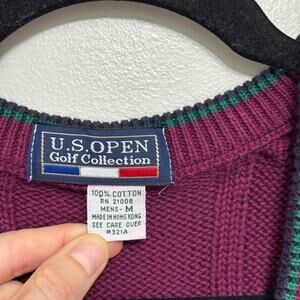 U.S.OPEN
Golf Collection
100% COTTON
RN 21008
MENS- M
MADE IN HONG KONG
SEE CARE OVER
#321A